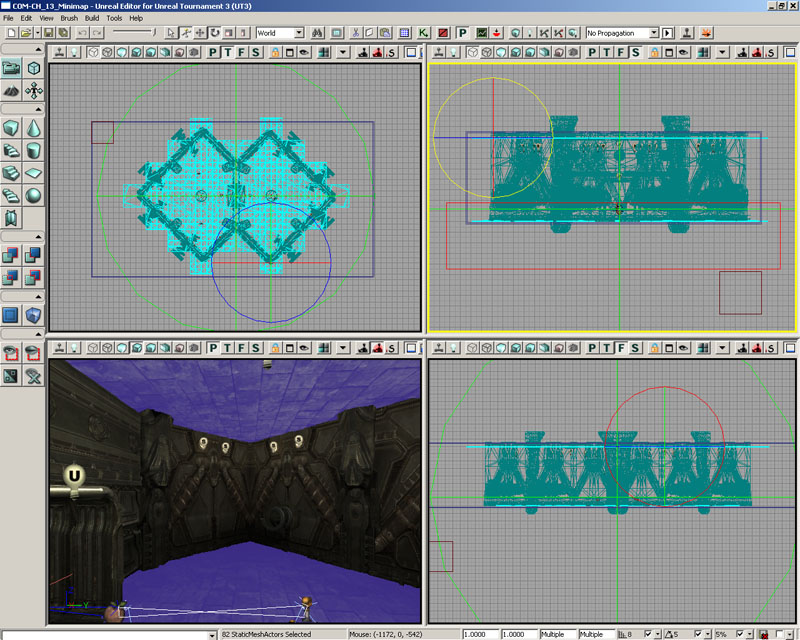 COM-CH_13_Minimap - Unreal Editor for Unreal Tournament 3 (UT3)
File Edit View Brush Build Tools Help
World
K
P
No Propagation
P T F S
S
P T F S
S
P T F S
S
P T F S
S
U
X Y
82 StaticMeshActors Selected
Mouse: (-1172, 0, -542)
1.0000 1.0000 Multiple Multiple 8 5%